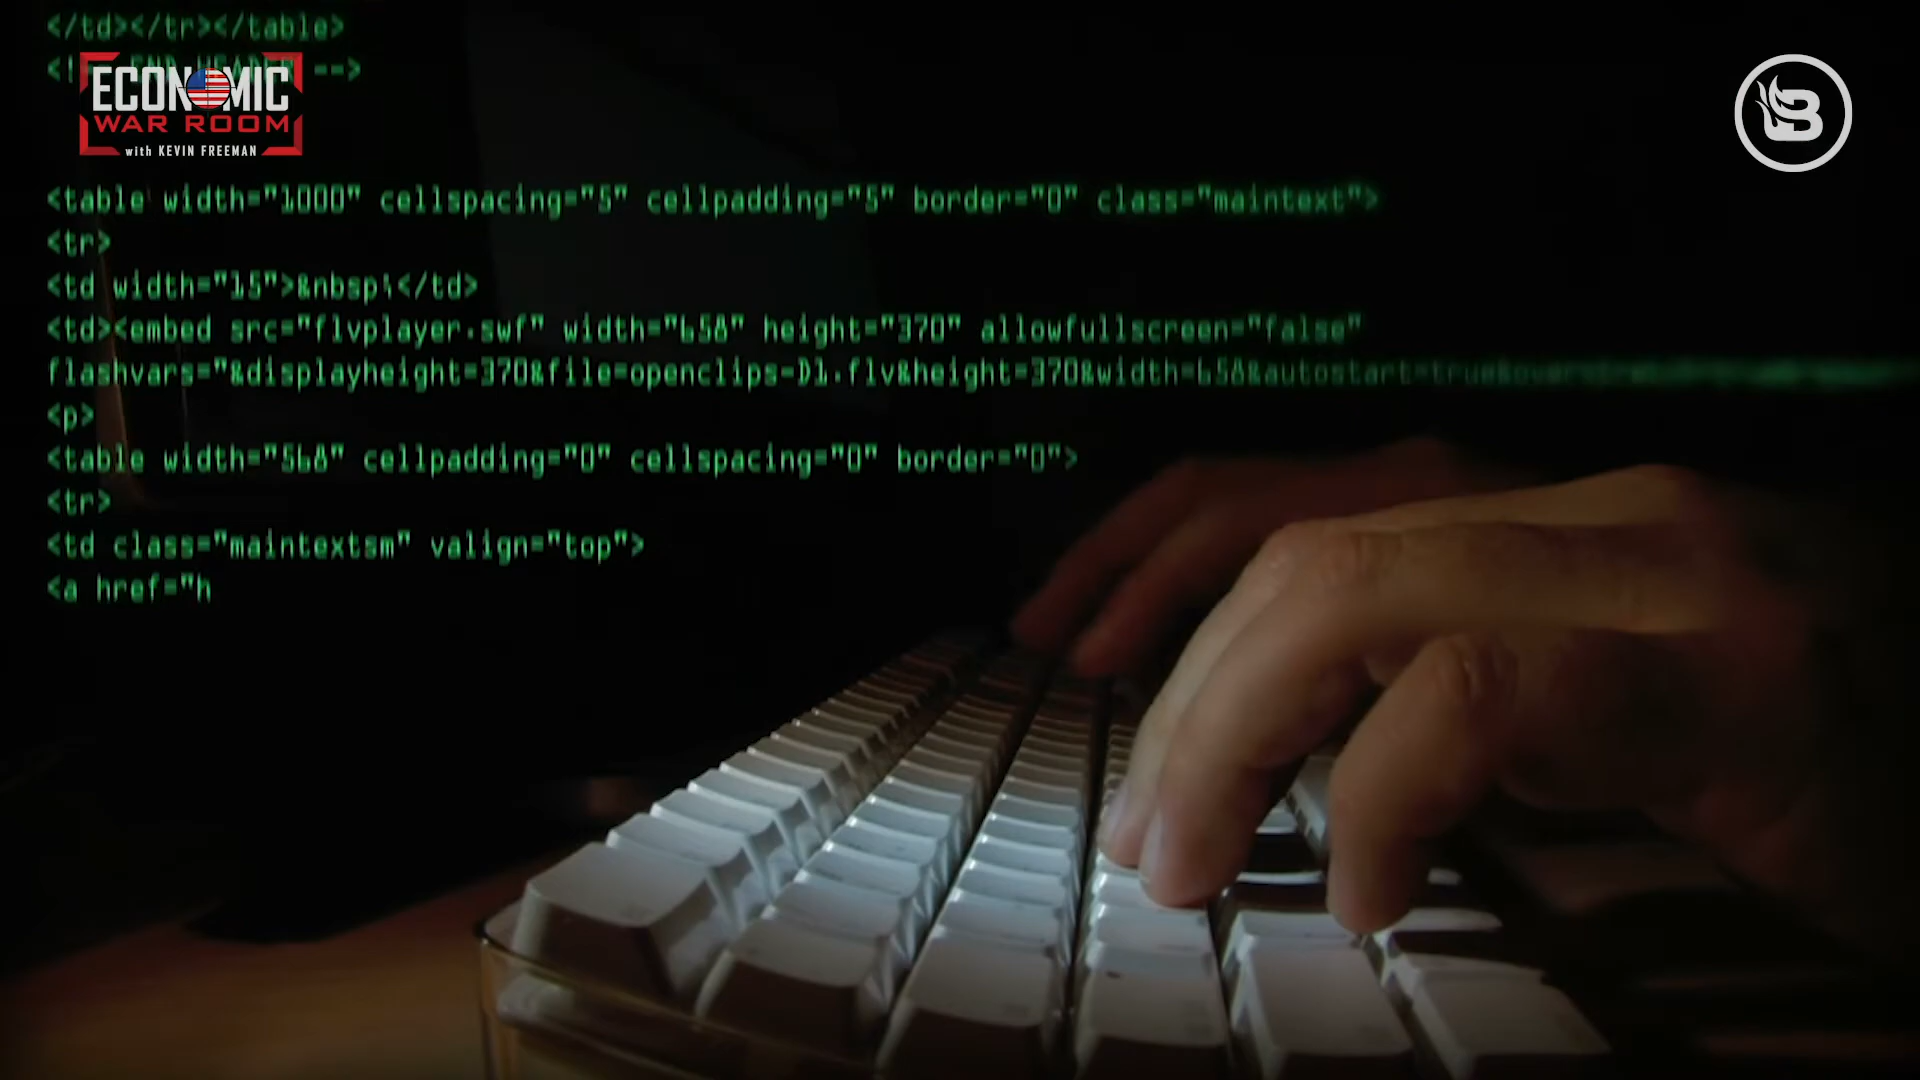 </td></tr></table>
<!-- END HEADER -->
ECONOMIC
WAR ROOM
with KEVIN FREEMAN
B
<table width="1000" cellspacing="5" cellpadding="5" border="0" class="maintext">
<tr>
<td width="15">&nbsp;</td>
<td><embed src="flvplayer.swf" width="658" height="370" allowfullscreen="false"
flashvars="&displayheight=370&file=openclips-D1.flv&height=370&width=658&autostart=true
<p>
<table width="568" cellpadding="0" cellspacing="0" border="0">
<tr>
<td class="maintextsm" valign="top">
<a href="h